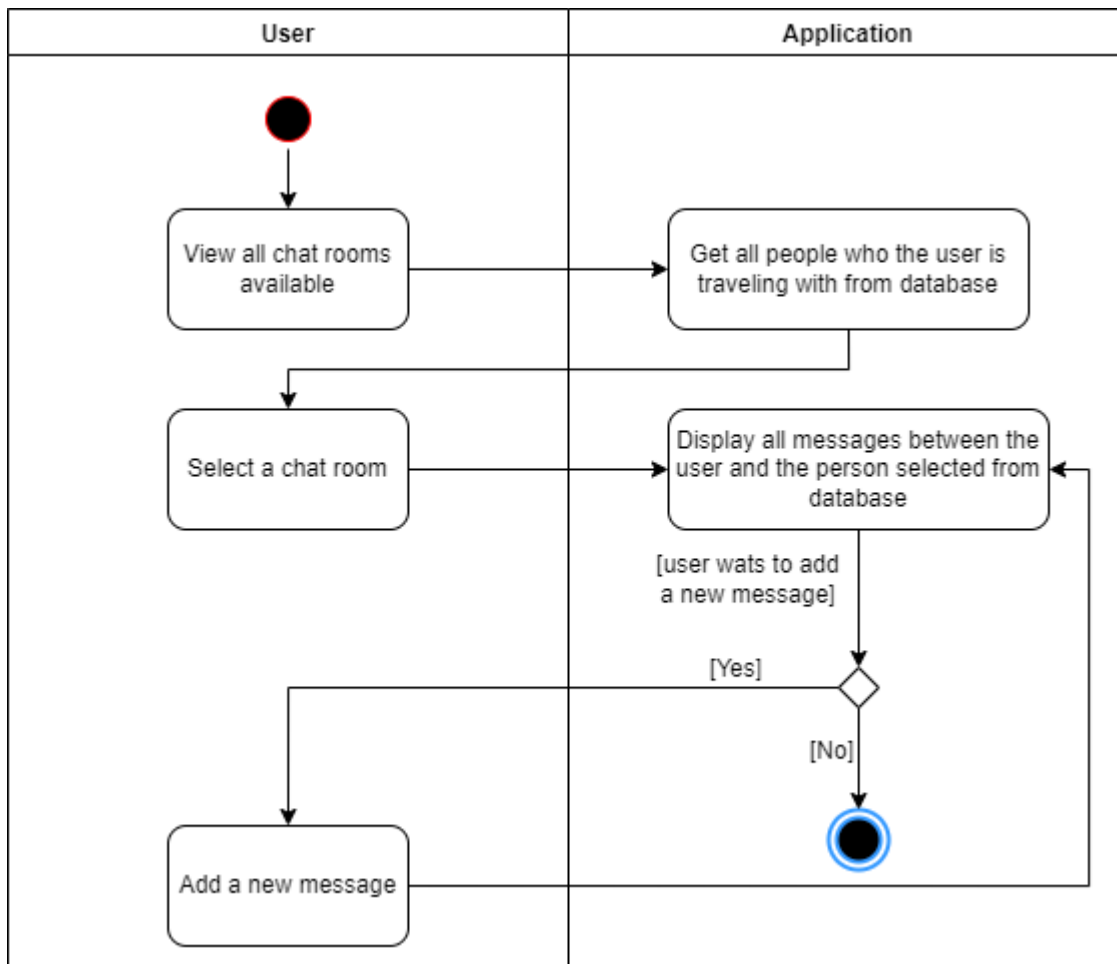 User
Application
View all chat rooms
available
Get all people who the user is
traveling with from database
Select a chat room
Display all messages between the
user and the person selected from
database
[user wats to add
a new message]
[Yes]
[No]
Add a new message